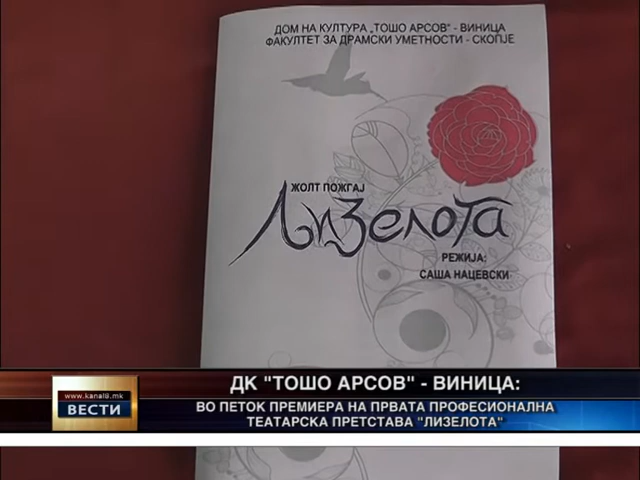 ДОМ НА КУЛТУРА „ТОШО АРСОВ" - ВИНИЦА
ФАКУЛТЕТ ЗА ДРАМСКИ УМЕТНОСТИ - СКОПЈЕ
ЖОЛТ ПОЖГАЈ
Лизелота
РЕЖИЈА:
САША НАЦЕВСКИ
ДК "ТОШО АРСОВ" - ВИНИЦА:
www.kanal8.mk
ВЕСТИ
ВО ПЕТОК ПРЕМИЕРА НА ПРВАТА ПРОФЕСИОНАЛНА
ТЕАТАРСКА ПРЕТСТАВА "ЛИЗЕЛОТА"